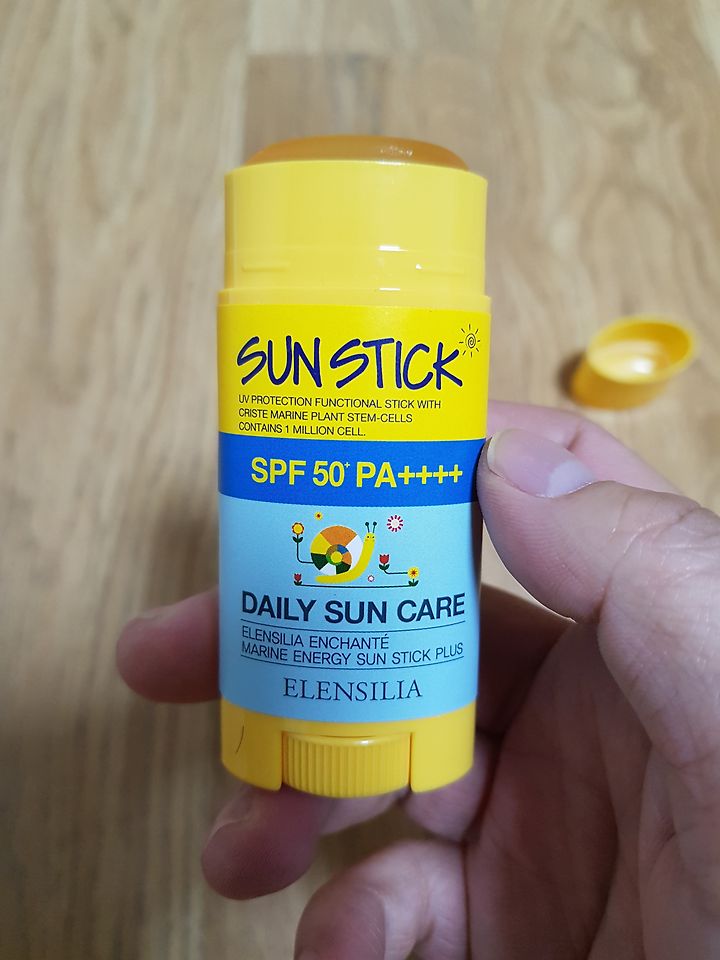 SUN STICK
UV PROTECTION FUNCTIONAL STICK WITH
CRISTE MARINE PLANT STEM-CELLS
CONTAINS 1 MILLION CELL.
SPF 50+ PA++++
DAILY SUN CARE
ELENSILIA ENCHANTÉ
MARINE ENERGY SUN STICK PLUS
ELENSILIA